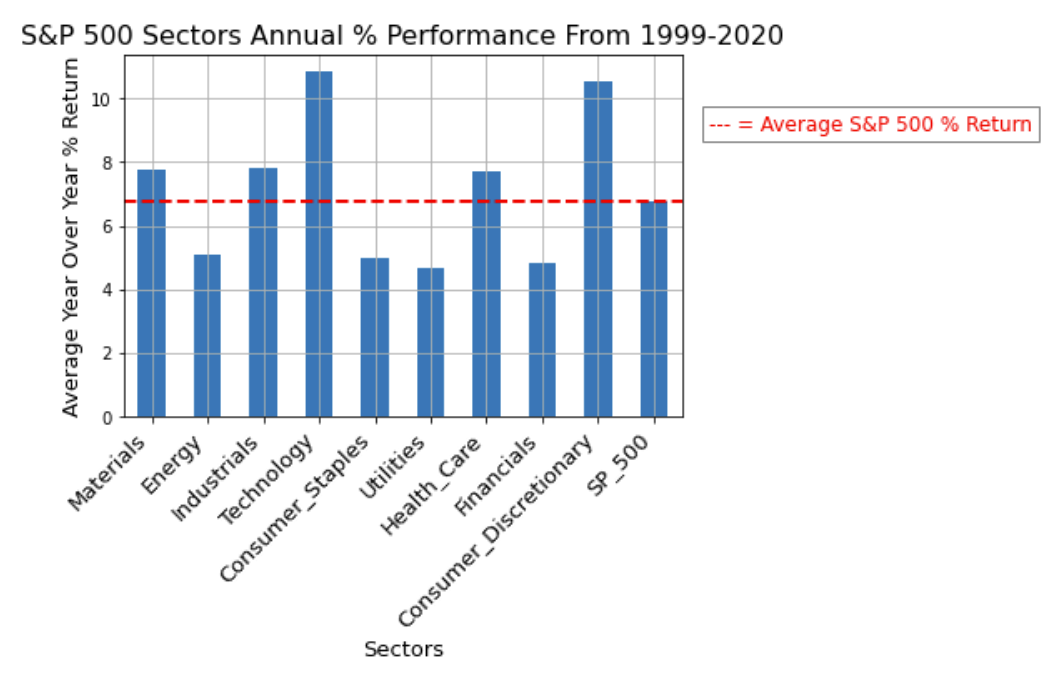 S&P 500 Sectors Annual % Performance From 1999-2020
Average Year Over Year % Return
10
8
6
4
2
0
--- = Average S&P 500 % Return
Materials
Energy
Industrials
Technology
Consumer_Staples
Utilities
Health_Care
Financials
Consumer_Discretionary
SP_500
Sectors